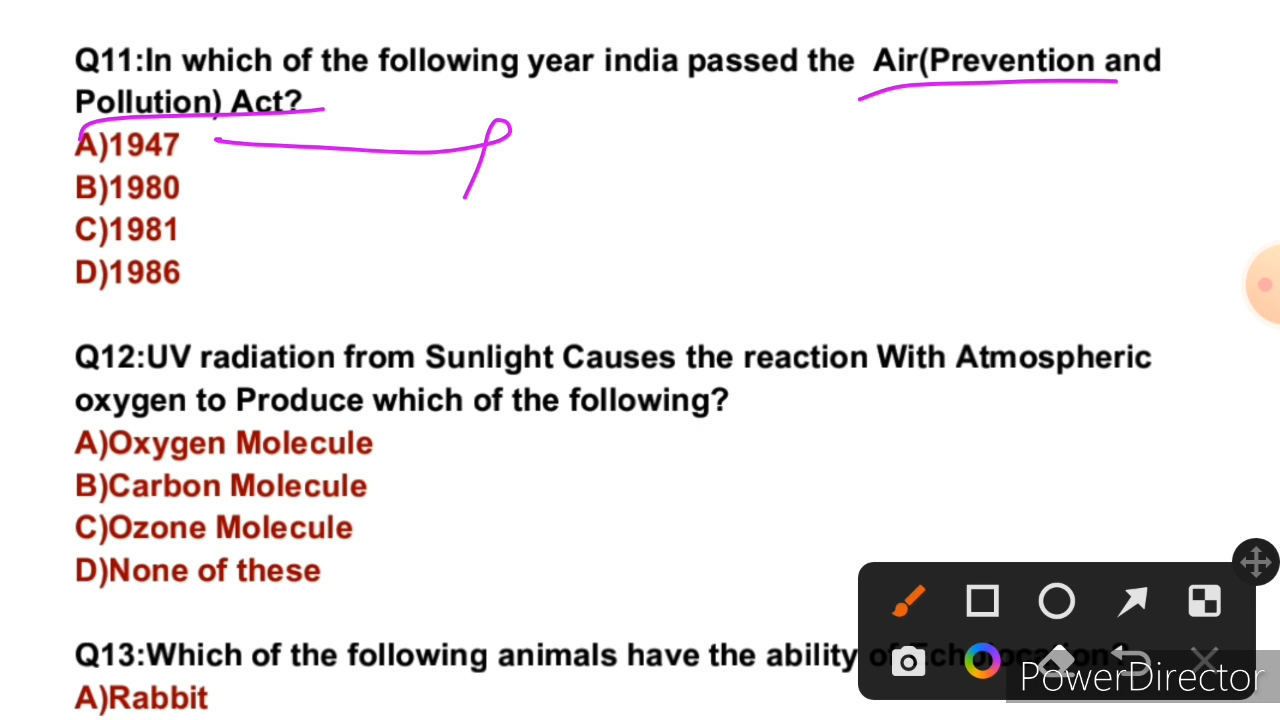 Q11:In which of the following year india passed the Air(Prevention and
Pollution) Act?
A)1947
B)1980
C)1981
D)1986
Q12:UV radiation from Sunlight Causes the reaction With Atmospheric
oxygen to Produce which of the following?
A)Oxygen Molecule
B)Carbon Molecule
C)Ozone Molecule
D)None of these
Q13:Which of the following animals have the ability of Echolocation?
A)Rabbit
PowerDirector